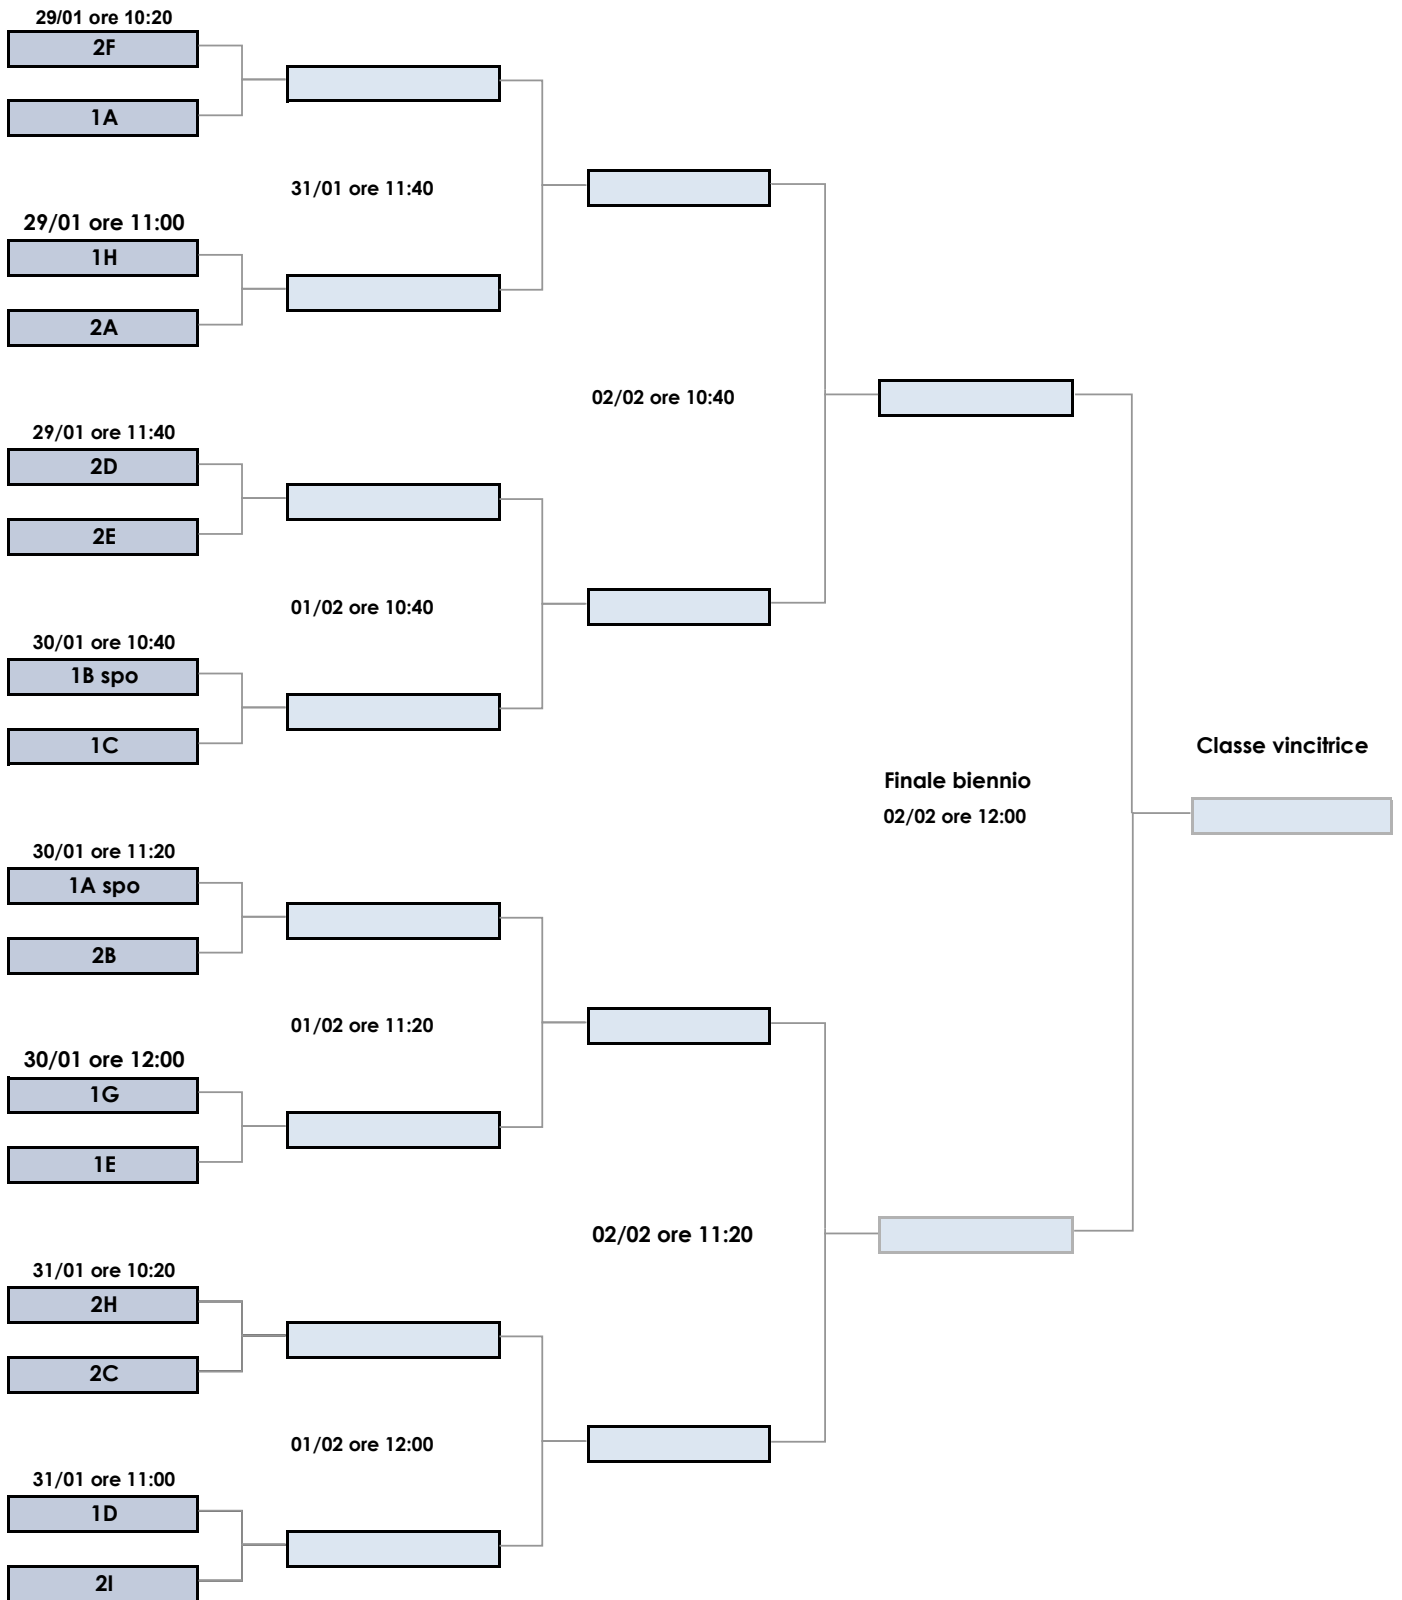 29/01 ore 10:20
2F
1A
31/01 ore 11:40
29/01 ore 11:00
1H
2A
02/02 ore 10:40
29/01 ore 11:40
2D
2E
01/02 ore 10:40
30/01 ore 10:40
1B spo
1C
Classe vincitrice
Finale biennio
02/02 ore 12:00
30/01 ore 11:20
1A spo
2B
01/02 ore 11:20
30/01 ore 12:00
1G
1E
02/02 ore 11:20
31/01 ore 10:20
2H
2C
01/02 ore 12:00
31/01 ore 11:00
1D
2I